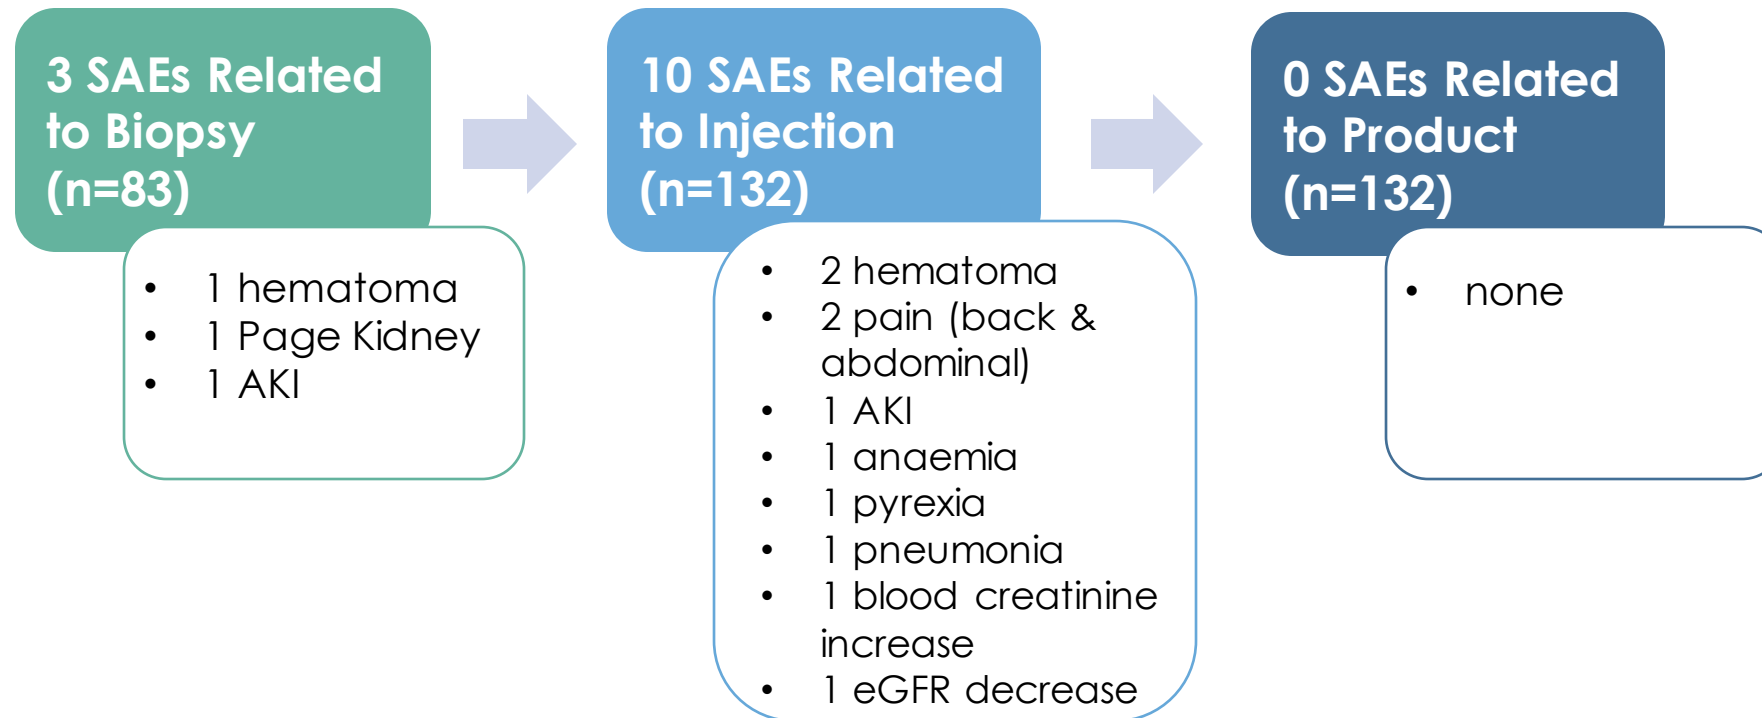 3 SAEs Related
to Biopsy
(n=83)
• 1 hematoma
• 1 Page Kidney
• 1 AKI
10 SAEs Related
to Injection
(n=132)
• 2 hematoma
• 2 pain (back &
abdominal)
• 1 AKI
• 1 anaemia
• 1 pyrexia
• 1 pneumonia
• 1 blood creatinine
increase
• 1 eGFR decrease
0 SAEs Related
to Product
(n=132)
• none